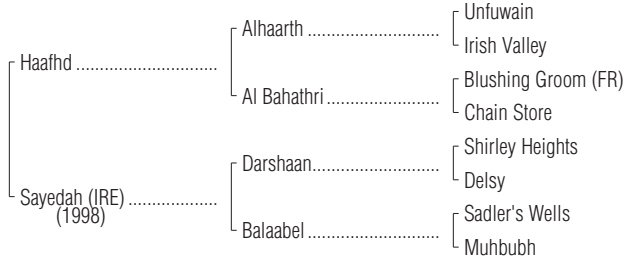 Unfuwain
Alhaarth ..............................
Irish Valley
Haafhd ................................
Blushing Groom (FR)
Al Bahathri ..........................
Chain Store
Shirley Heights
Darshaan.............................
Delsy
Sayedah (IRE) ....................
(1998)
Sadler's Wells
Balaabel ..............................
Muhbubh